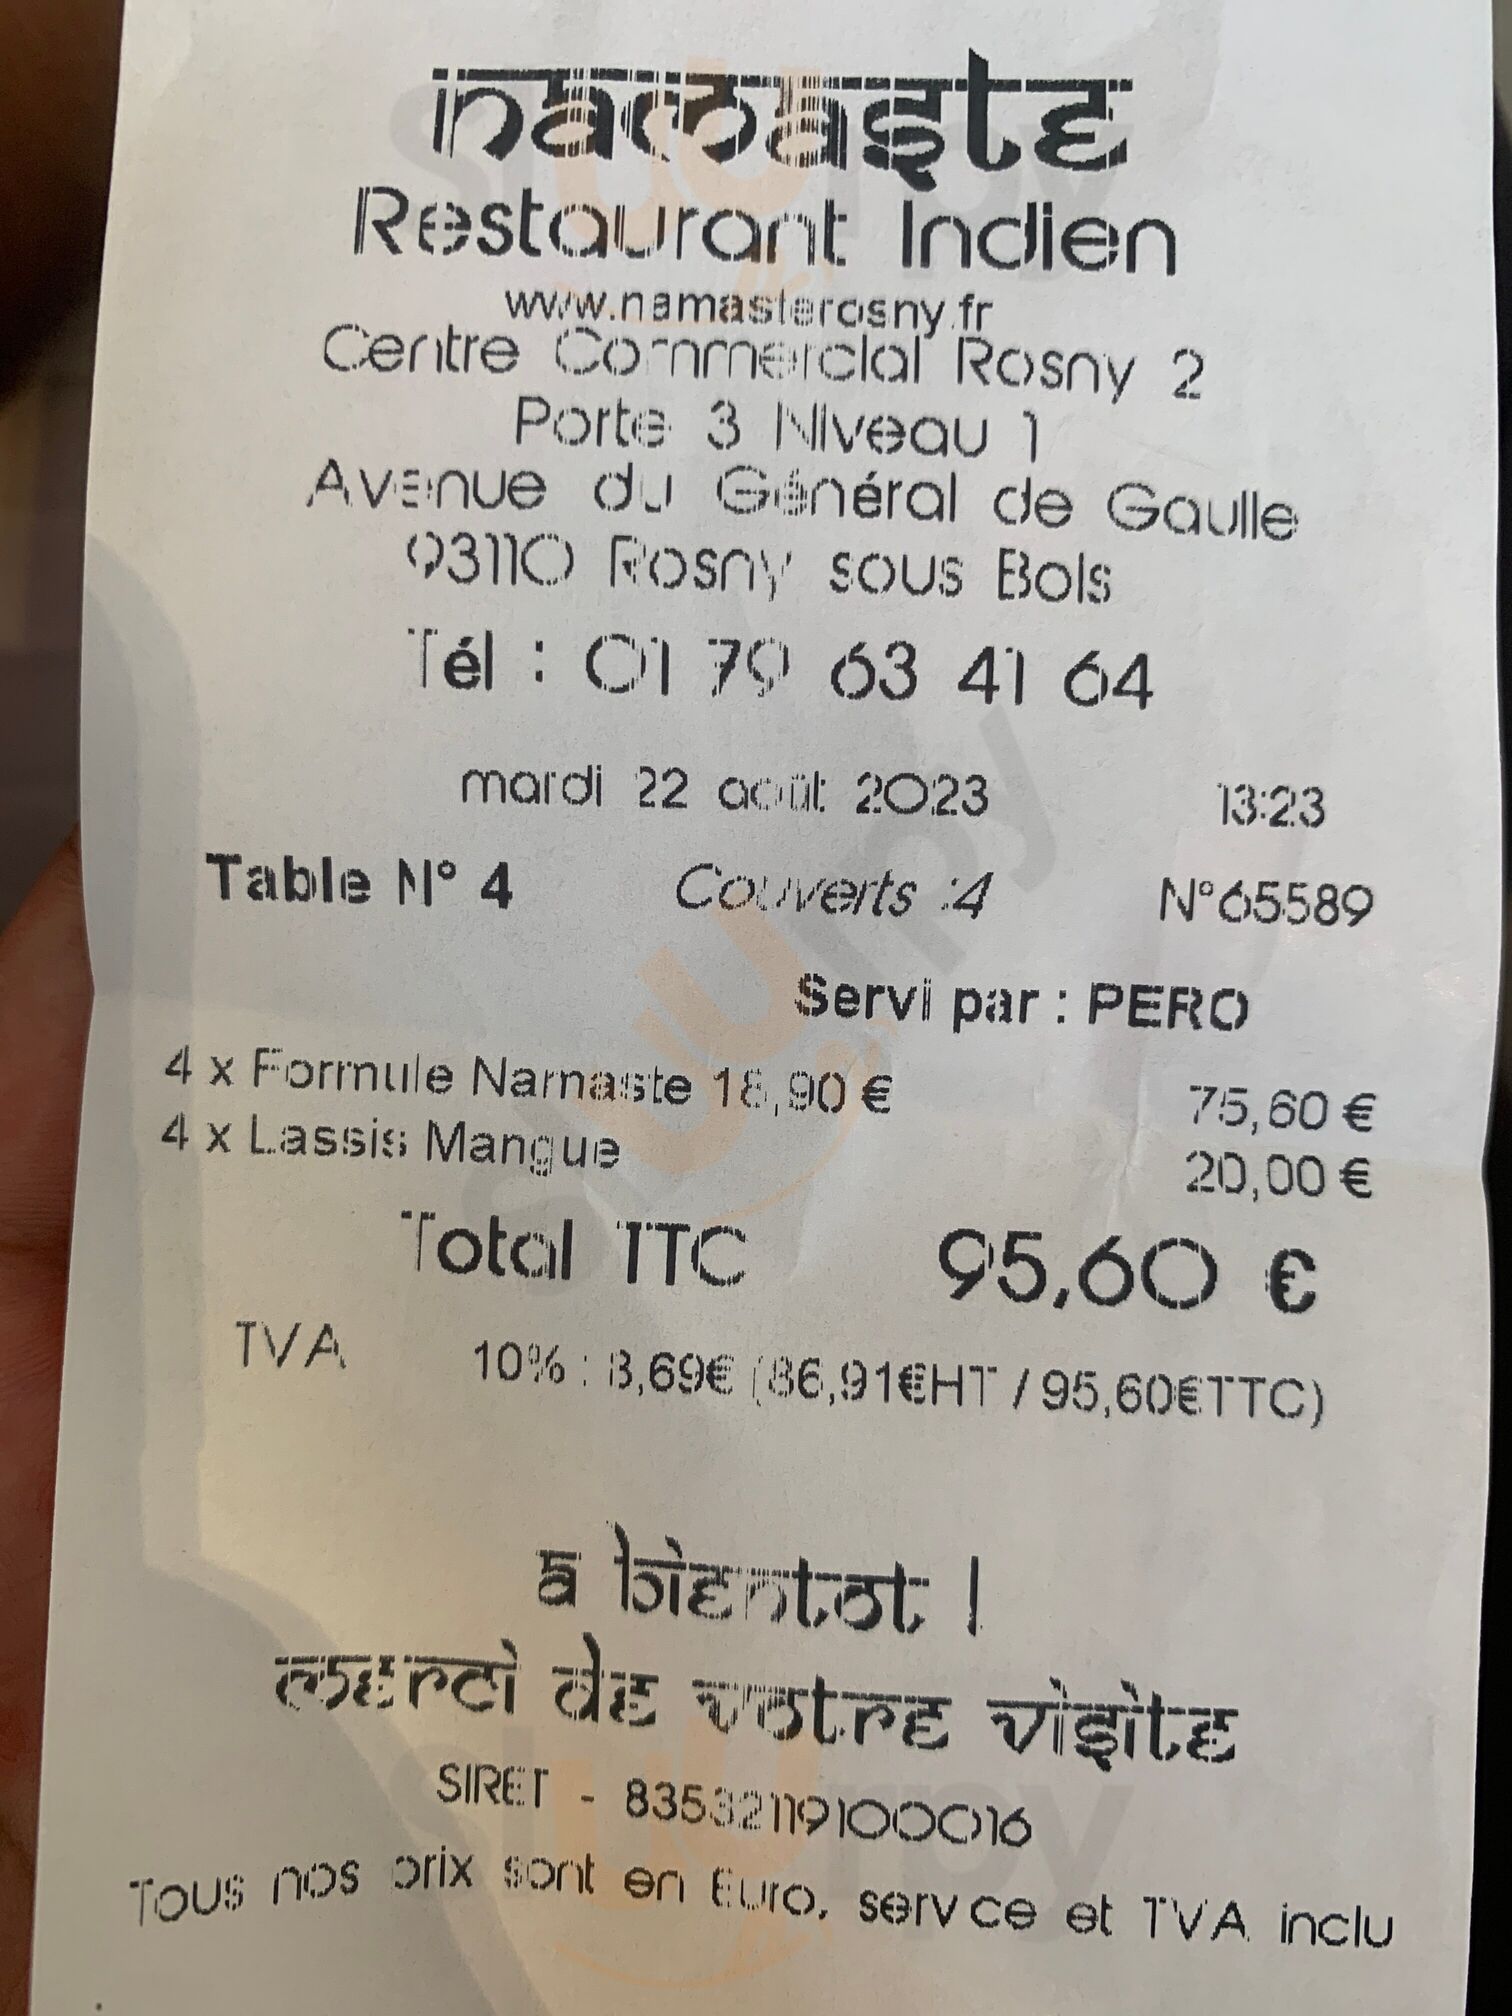 namaste
Restaurant Indien
www.namasterosny.fr
Centre Commercial Rosny 2
Porte 3 Niveau 1
Avenue du Général de Gaulle
93110 Rosny sous Bois
Tél : 01 79 63 41 64
mardi 22 août 2023 13:23
Table N° 4 Couverts :4 N°65589
Servi par : PERO
4 x Formule Namaste 18,90 € 75,60 €
4 x Lassis Mangue 20,00 €
Total TTC 95,60 €
TVA 10% : 8,69€ (86,91€HT / 95,60€TTC)
a bientot !
merci de votre visite
SIRET - 83532119100016
Tous nos prix sont en Euro, service et TVA inclu
sluurpy
sluurpy
sluurpy